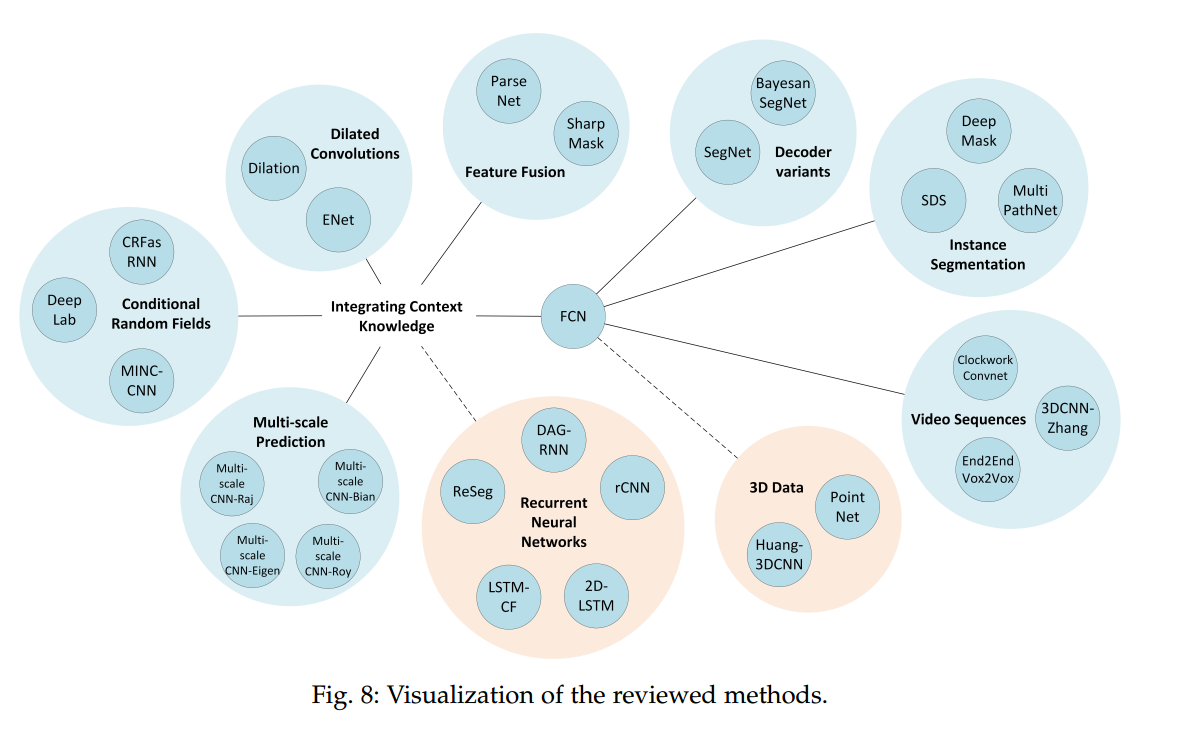 Parse
Net
Sharp
Mask
Feature Fusion
Bayesan
SegNet
SegNet
Decoder
variants
Deep
Mask
SDS
Multi
PathNet
Instance
Segmentation
Dilated
Convolutions
Dilation
ENet
CRFas
RNN
Deep
Lab
Conditional
Random Fields
MINC-
CNN
Integrating Context
Knowledge
FCN
Clockwork
Convnet
Video Sequences
3DCNN-
Zhang
End2End
Vox2Vox
Multi-scale
Prediction
Multi-
scale
CNN-Raj
Multi-
scale
CNN-Bian
Multi-
scale
CNN-Eigen
Multi-
scale
CNN-Roy
DAG-
RNN
ReSeg
rCNN
Recurrent
Neural
Networks
LSTM-
CF
2D-
LSTM
3D Data
Point
Net
Huang-
3DCNN
Fig. 8: Visualization of the reviewed methods.